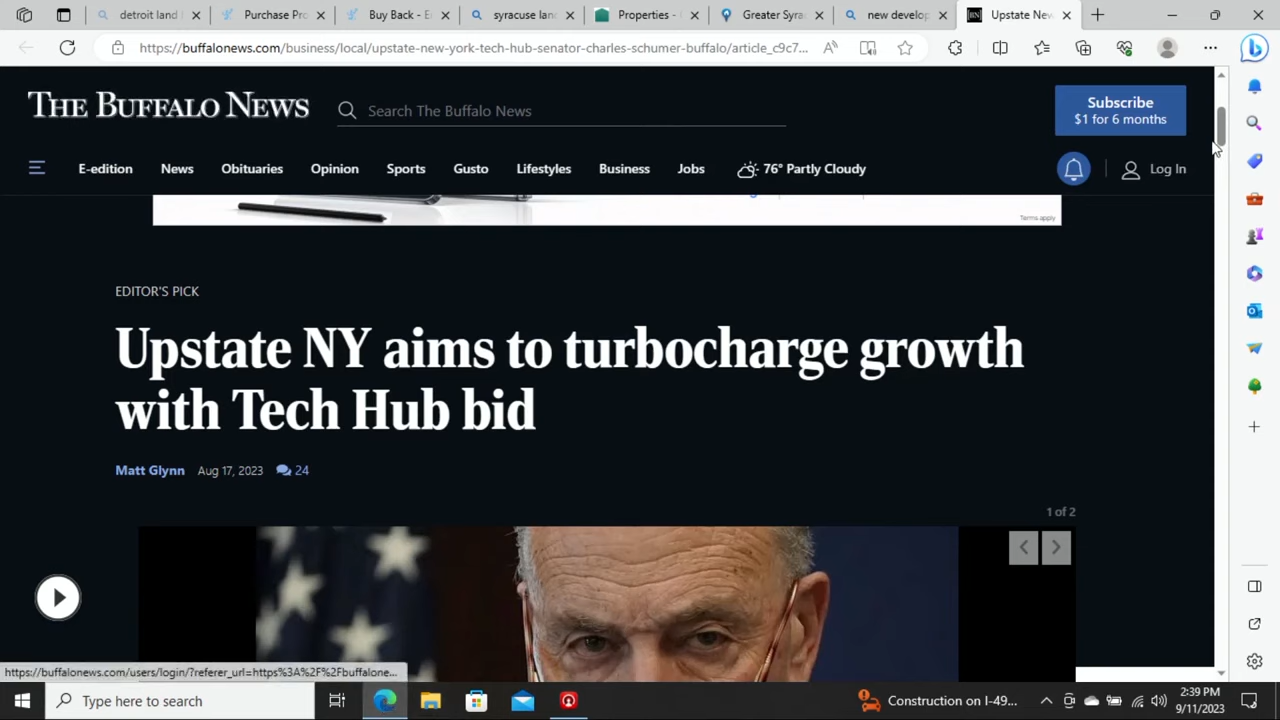 detroit land
Purchase Pro
Buy Back - E
syracuse lan
Properties - G
Greater Syra
new develop
Upstate New
https://buffalonews.com/business/local/upstate-new-york-tech-hub-senator-charles-schumer-buffalo/article_c9c7...
THE BUFFALO NEWS
Search The Buffalo News
Subscribe
$1 for 6 months
E-edition
News
Obituaries
Opinion
Sports
Gusto
Lifestyles
Business
Jobs
76° Partly Cloudy
Log In
Terms apply
EDITOR'S PICK
Upstate NY aims to turbocharge growth
with Tech Hub bid
Matt Glynn Aug 17, 2023 24
1 of 2
https://buffalonews.com/users/login/?referer_url=https%3A%2F%2Fbuffalone...
Type here to search
Construction on I-49...
2:39 PM
9/11/2023